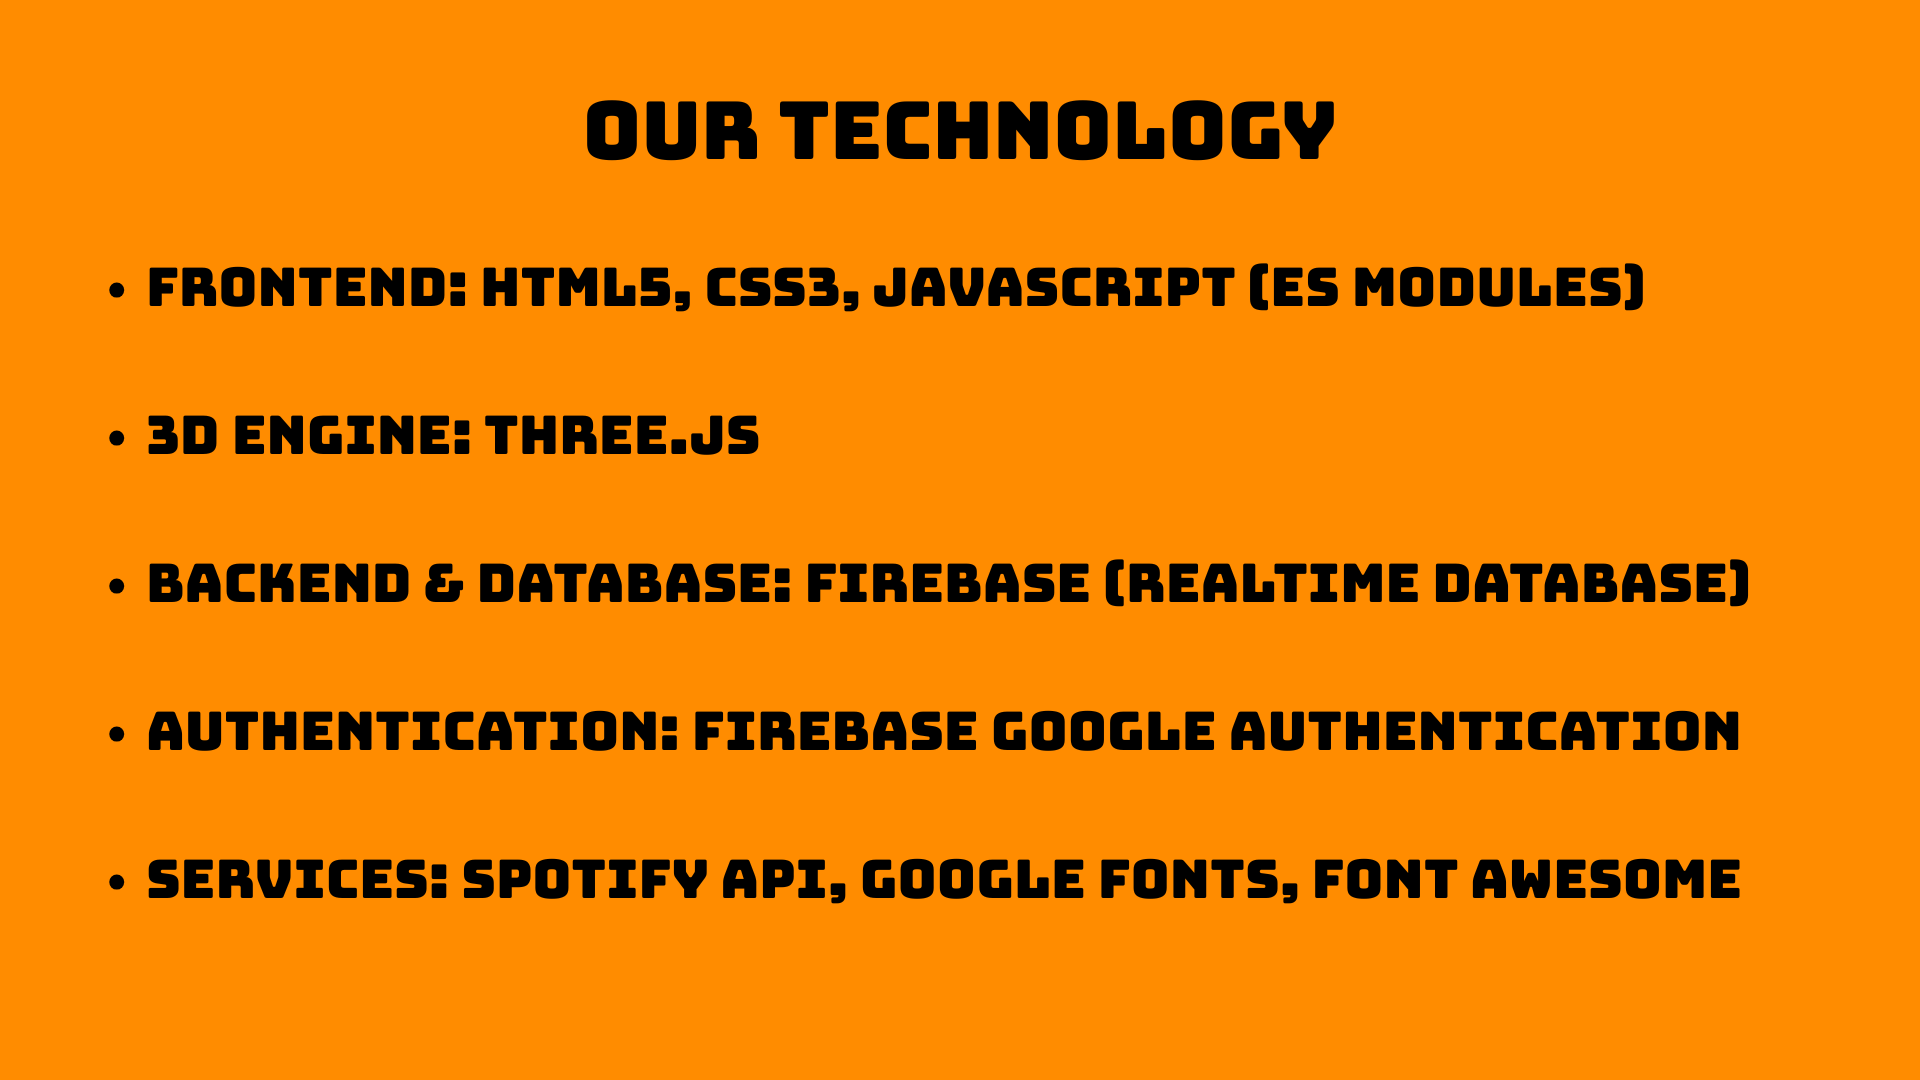 OUR TECHNOLOGY
• FRONTEND: HTML5, CSS3, JAVASCRIPT (ES MODULES)
• 3D ENGINE: THREE.JS
• BACKEND & DATABASE: FIREBASE (REALTIME DATABASE)
• AUTHENTICATION: FIREBASE GOOGLE AUTHENTICATION
• SERVICES: SPOTIFY API, GOOGLE FONTS, FONT AWESOME